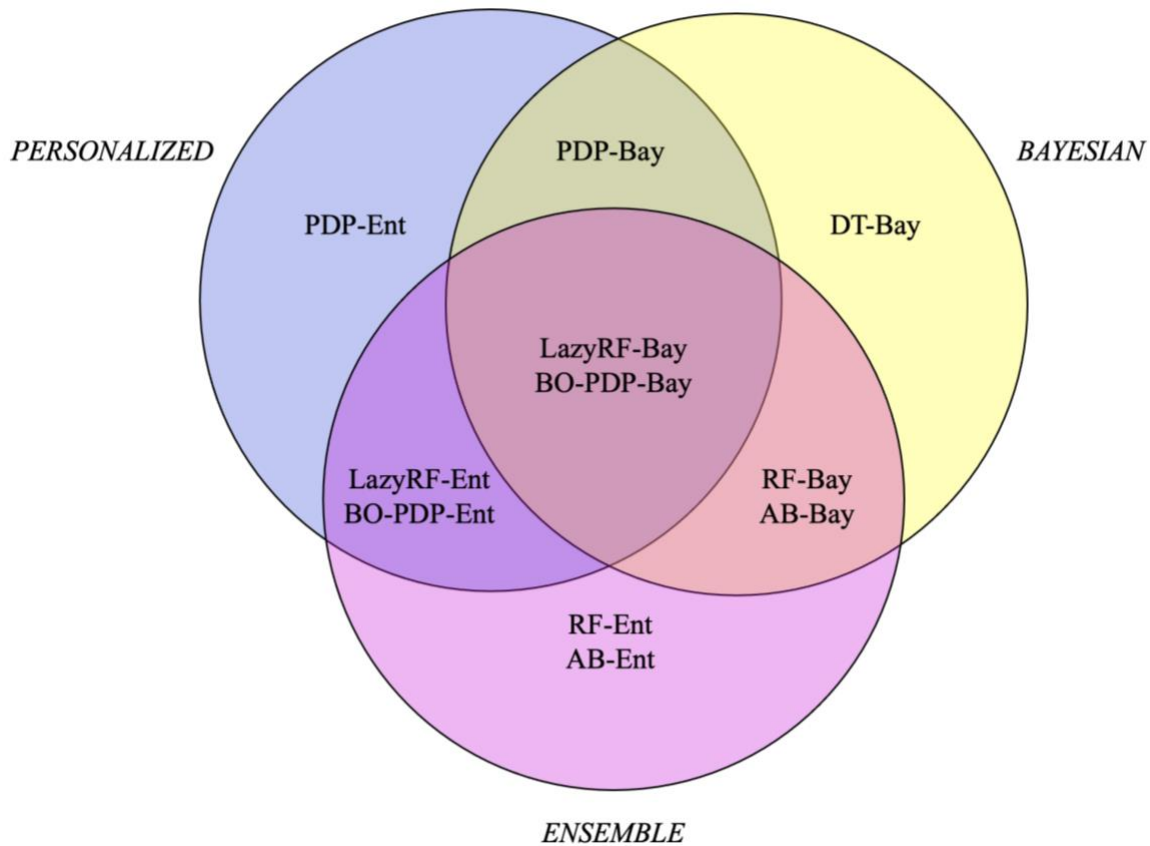 PERSONALIZED
BAYESIAN
PDP-Bay
PDP-Ent
DT-Bay
LazyRF-Bay
BO-PDP-Bay
LazyRF-Ent
BO-PDP-Ent
RF-Bay
AB-Bay
RF-Ent
AB-Ent
ENSEMBLE